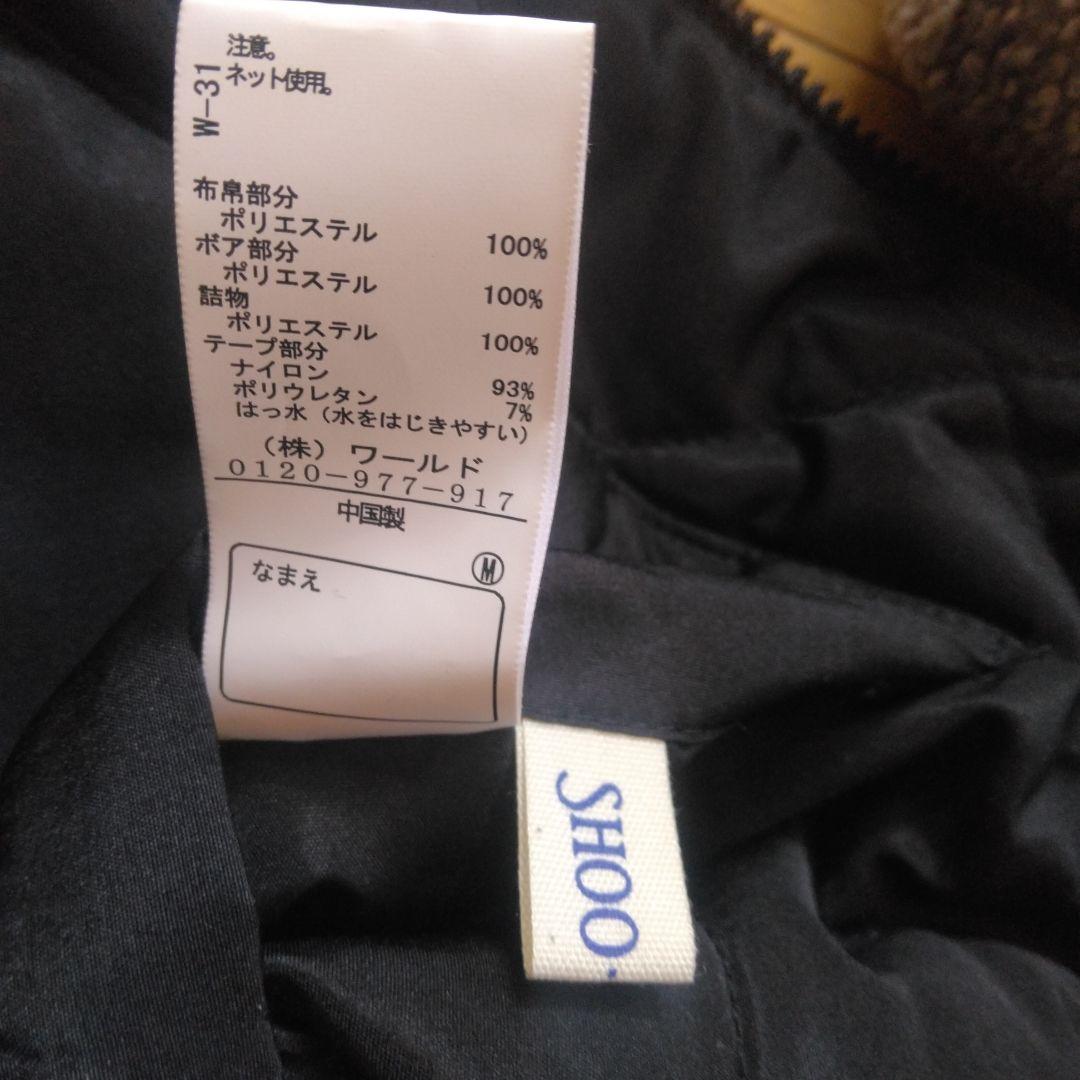 注意。
ネット使用。
W-31
布帛部分
ポリエステル 100%
ボア部分
ポリエステル 100%
詰物
ポリエステル 100%
テープ部分
ナイロン 93%
ポリウレタン 7%
はっ水（水をはじきやすい）
（株）ワールド
0120-977-917
中国製
M
なまえ
SHOO・